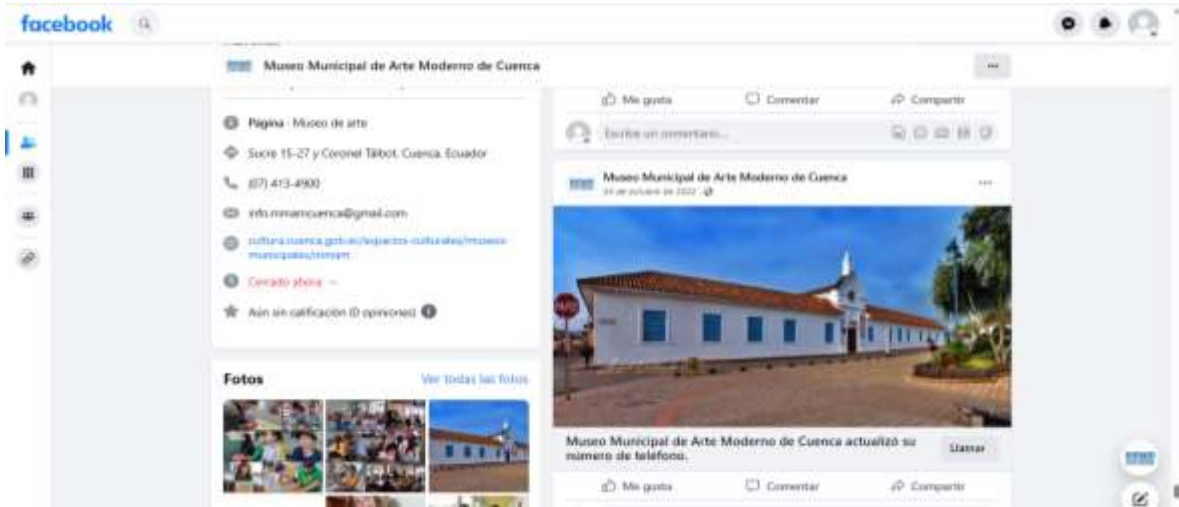 facebook
Museo Municipal de Arte Moderno de Cuenca
Página · Museo de arte
Sucre 15-27 y Coronel Tálbot, Cuenca, Ecuador
(07) 413-4900
info.mmamcuenca@gmail.com
cultura.cuenca.gob.ec/espacios-culturales/museos-
municipales/mmam
Cerrado ahora
Aún sin calificación (0 opiniones)
Fotos
Ver todas las fotos
Me gusta
Comentar
Compartir
Escribe un comentario...
Museo Municipal de Arte Moderno de Cuenca
de octubre de 2022
Museo Municipal de Arte Moderno de Cuenca actualizó su
número de teléfono.
Llamar
Me gusta
Comentar
Compartir